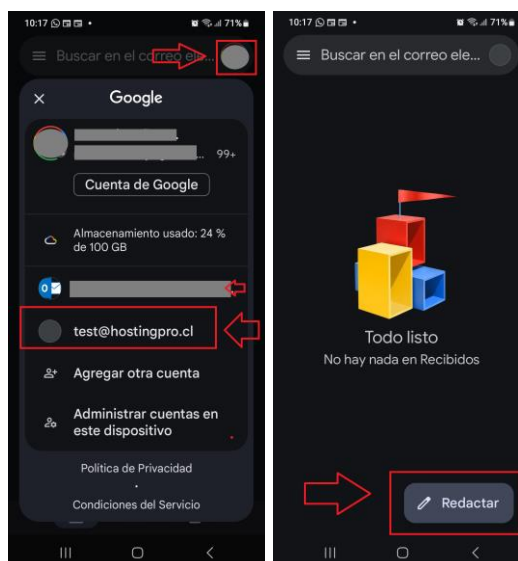 10:17
71%
Buscar en el correo ele...
Google
99+
Cuenta de Google
Almacenamiento usado: 24 %
de 100 GB
test@hostingpro.cl
Agregar otra cuenta
Administrar cuentas en
este dispositivo
Política de Privacidad
Condiciones del Servicio
10:17
71%
Buscar en el correo ele...
Todo listo
No hay nada en Recibidos
Redactar